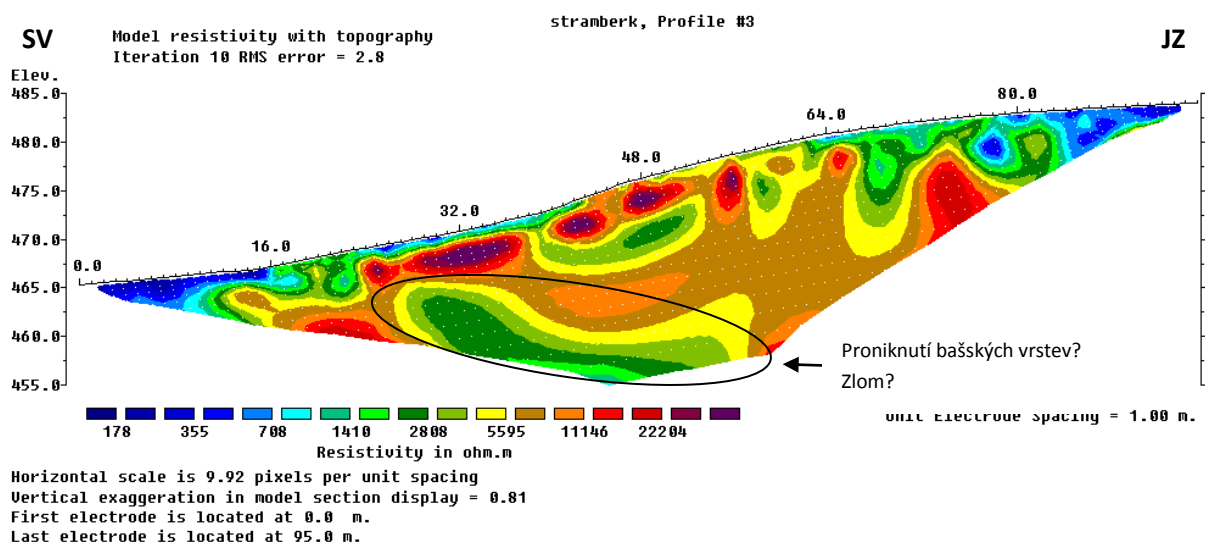 stramberk, Profile #3
SV
JZ
Model resistivity with topography
Iteration 10 RMS error = 2.8
Elev.
485.0
480.0
475.0
470.0
465.0
460.0
455.0
0.0
16.0
32.0
48.0
64.0
80.0
Proniknutí bašských vrstev?
Zlom?
178 355 708 1410 2808 5595 11146 22204
Resistivity in ohm.m
Unit Electrode Spacing = 1.00 m.
Horizontal scale is 9.92 pixels per unit spacing
Vertical exaggeration in model section display = 0.81
First electrode is located at 0.0 m.
Last electrode is located at 95.0 m.